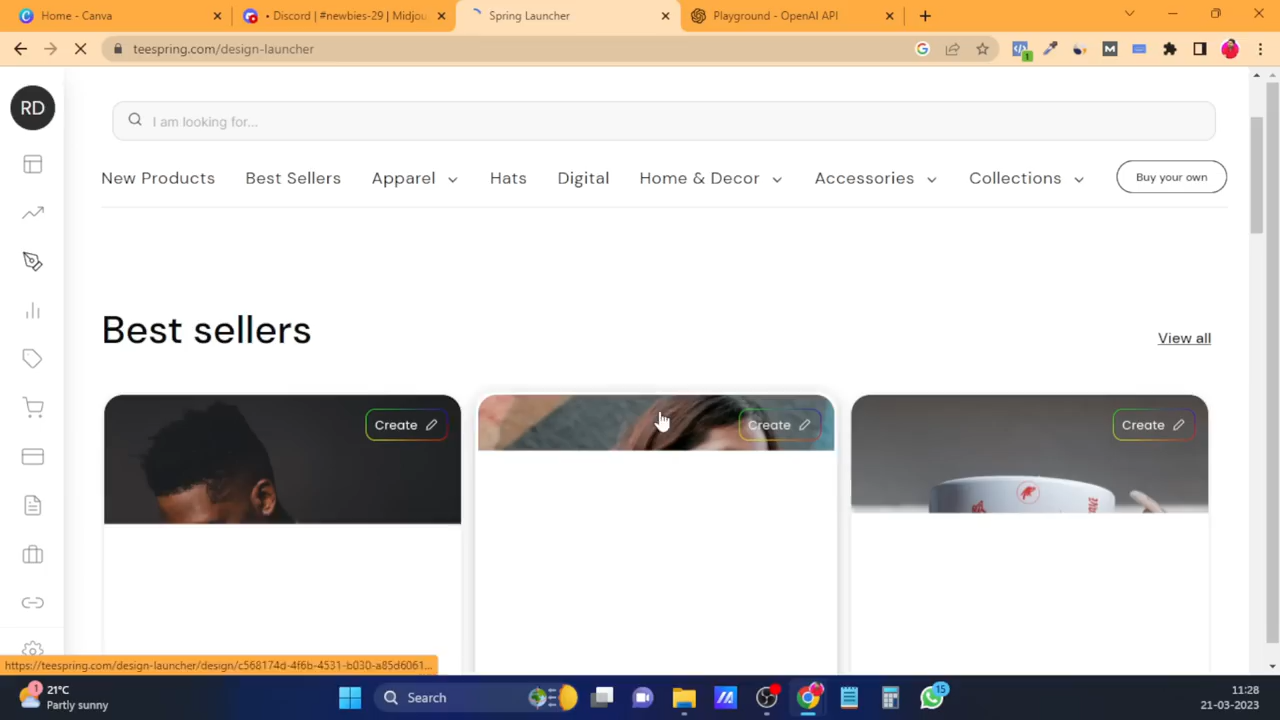 Home - Canva
• Discord | #newbies-29 | Midjou
Spring Launcher
Playground - OpenAI API
teespring.com/design-launcher
RD
I am looking for...
New Products
Best Sellers
Apparel
Hats
Digital
Home & Decor
Accessories
Collections
Buy your own
Best sellers
View all
Create
Create
Create
https://teespring.com/design-launcher/design/c568174d-4f6b-4531-b030-a85d6061...
1
21°C
Partly sunny
Search
15
11:28
21-03-2023